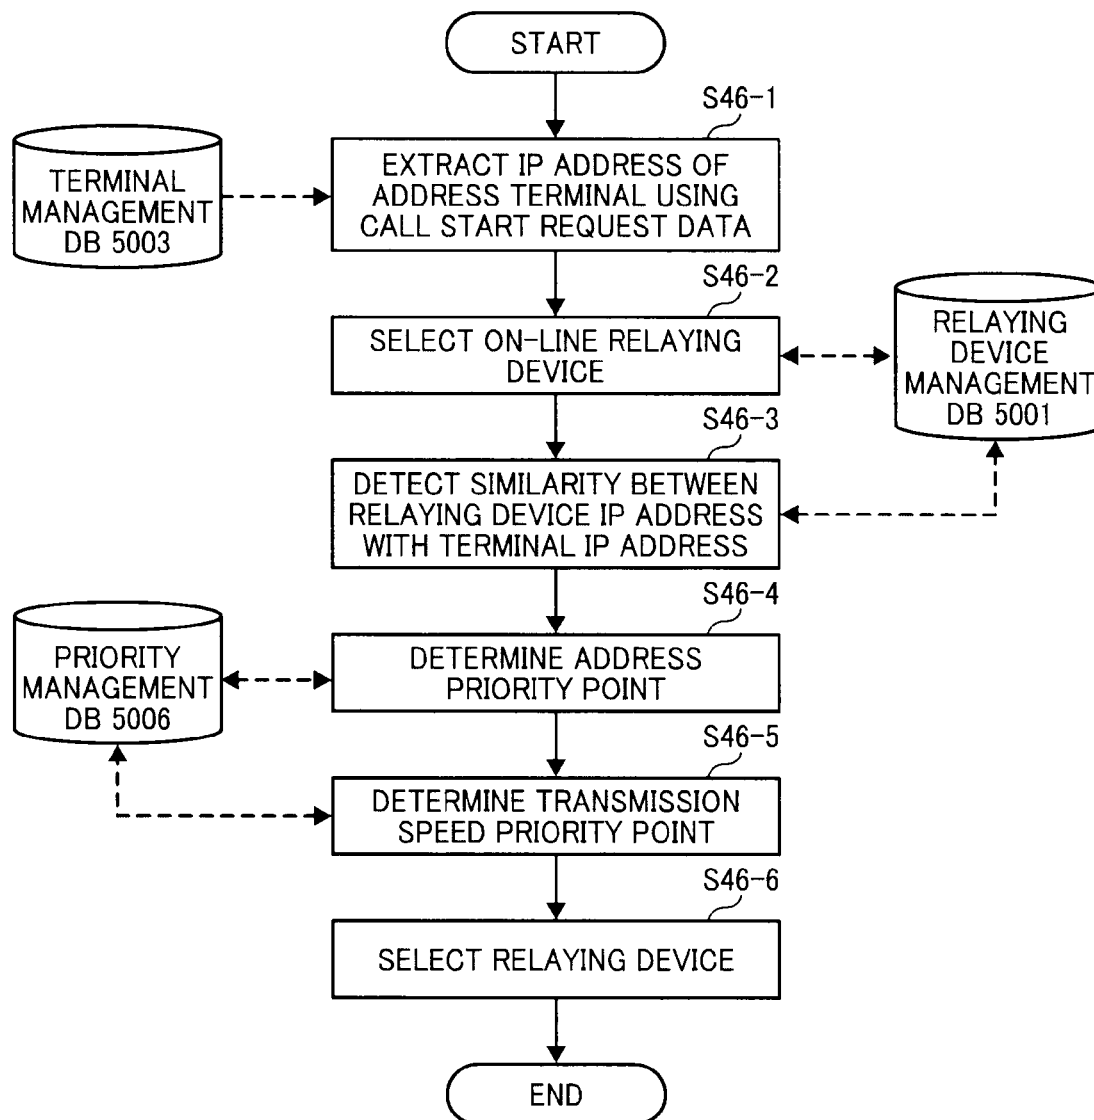 START
S46-1
EXTRACT IP ADDRESS OF
ADDRESS TERMINAL USING
CALL START REQUEST DATA
TERMINAL
MANAGEMENT
DB 5003
S46-2
SELECT ON-LINE RELAYING
DEVICE
RELAYING
DEVICE
MANAGEMENT
DB 5001
S46-3
DETECT SIMILARITY BETWEEN
RELAYING DEVICE IP ADDRESS
WITH TERMINAL IP ADDRESS
S46-4
DETERMINE ADDRESS
PRIORITY POINT
PRIORITY
MANAGEMENT
DB 5006
S46-5
DETERMINE TRANSMISSION
SPEED PRIORITY POINT
S46-6
SELECT RELAYING DEVICE
END